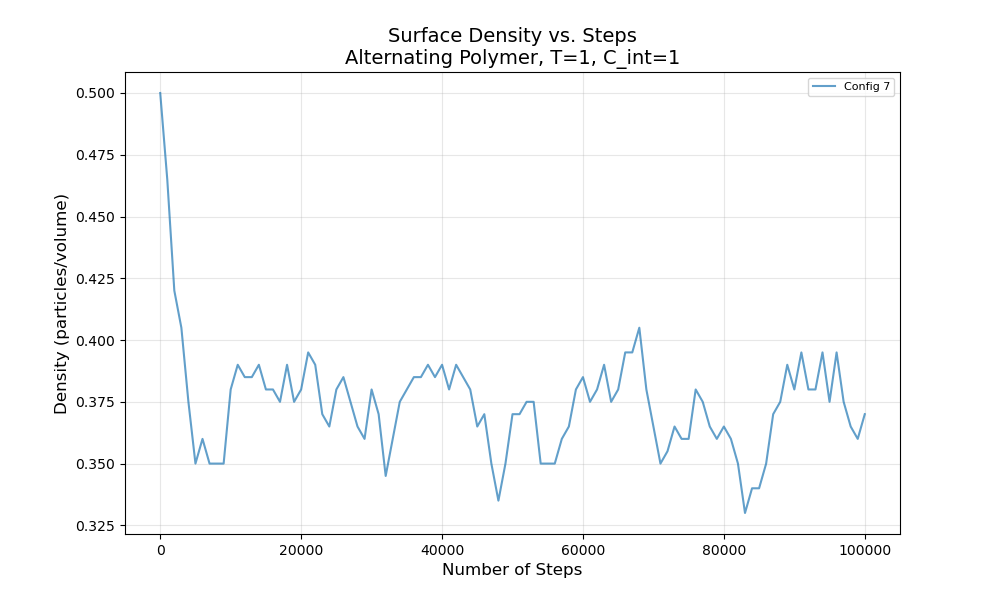 Surface Density vs. Steps
Alternating Polymer, T=1, C_int=1
Config 7
Density (particles/volume)
0.500
0.475
0.450
0.425
0.400
0.375
0.350
0.325
0
20000
40000
60000
80000
100000
Number of Steps